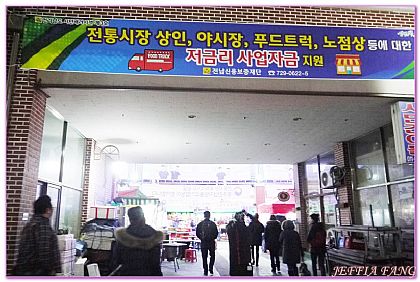 전통시장 상인, 야시장, 푸드트럭, 노점상 등에 대한
FOOD TRUCK
저금리 사업자금 지원
전남신용보증재단 ☎ 729-0622~5
JEFFIA FANG